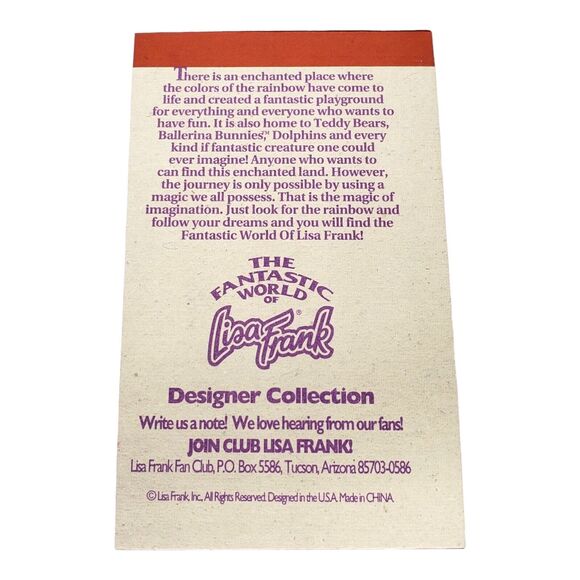 There is an enchanted place where
the colors of the rainbow have come to
life and created a fantastic playground
for everything and everyone who wants to
have fun. It is also home to Teddy Bears,
Ballerina Bunnies,™ Dolphins and every
kind if fantastic creature one could
ever imagine! Anyone who wants to
can find this enchanted land. However,
the journey is only possible by using a
magic we all possess. That is the magic of
imagination. Just look for the rainbow and
follow your dreams and you will find the
Fantastic World Of Lisa Frank!
THE
FANTASTIC
WORLD
OF
Lisa Frank®
Designer Collection
Write us a note! We love hearing from our fans!
JOIN CLUB LISA FRANK!
Lisa Frank Fan Club, P.O. Box 5586, Tucson, Arizona 85703-0586
© Lisa Frank, Inc., All Rights Reserved. Designed in the U.S.A. Made in CHINA